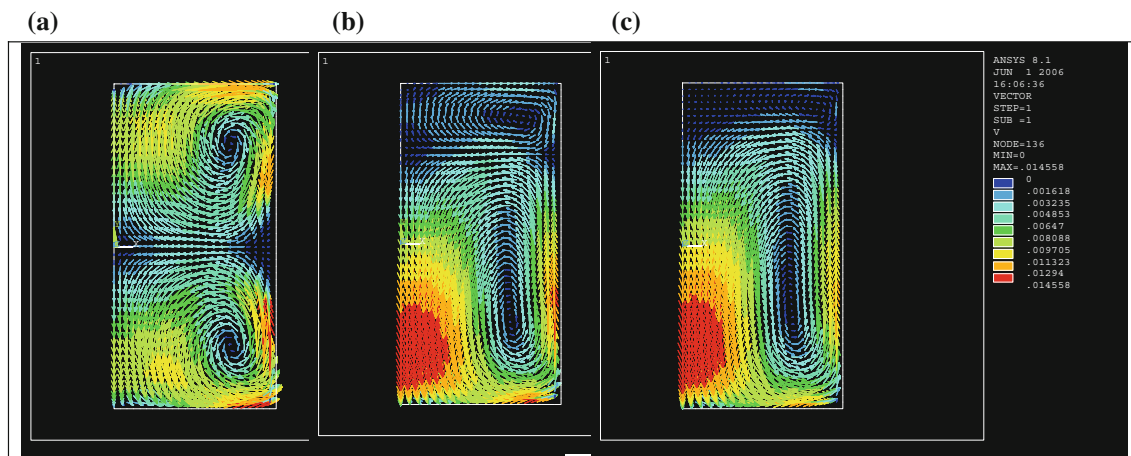 (a)
(b)
(c)
1
1
1
ANSYS 8.1
JUN 1 2006
16:06:36
VECTOR
STEP=1
SUB =1
V
NODE=136
MIN=0
MAX=.014558
0
.001618
.003235
.004853
.00647
.008088
.009705
.011323
.01294
.014558